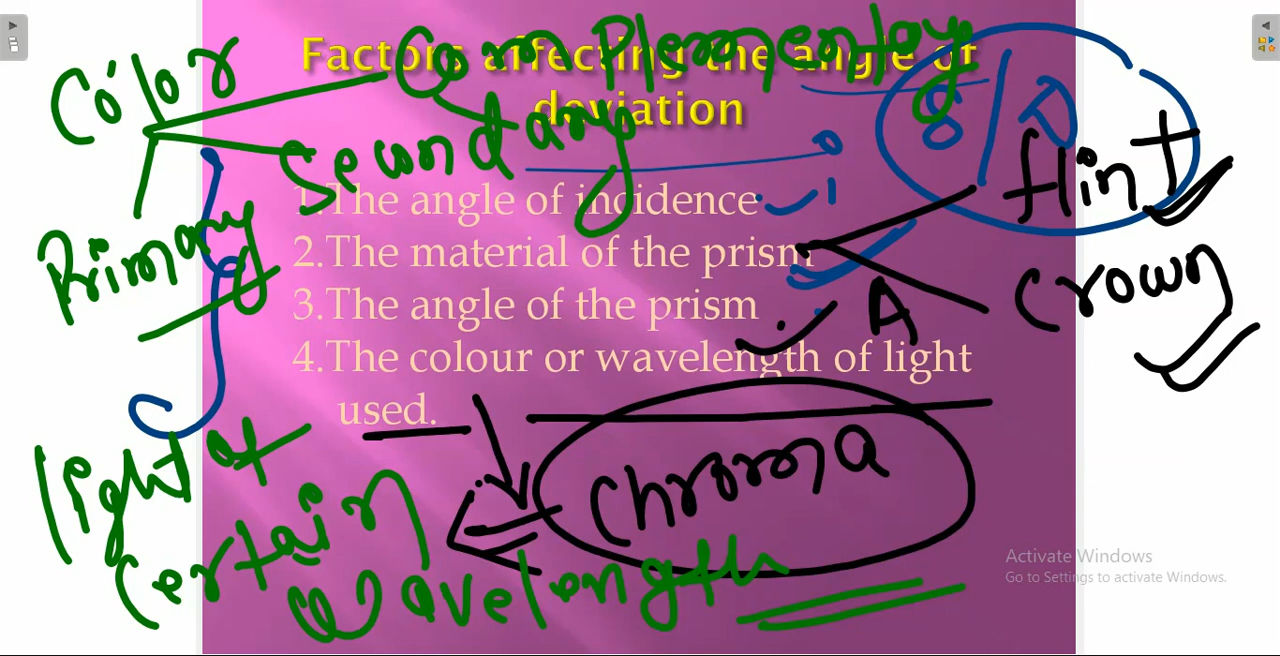 Factors affecting the angle of
deviation
1.The angle of incidence
2.The material of the prism
3.The angle of the prism
4.The colour or wavelength of light
used.
Color
Complementay
Secondary
Primary
8/D
i
flint
Crown
A
Chroma
light of
Certain
Wavelength
Activate Windows
Go to Settings to activate Windows.